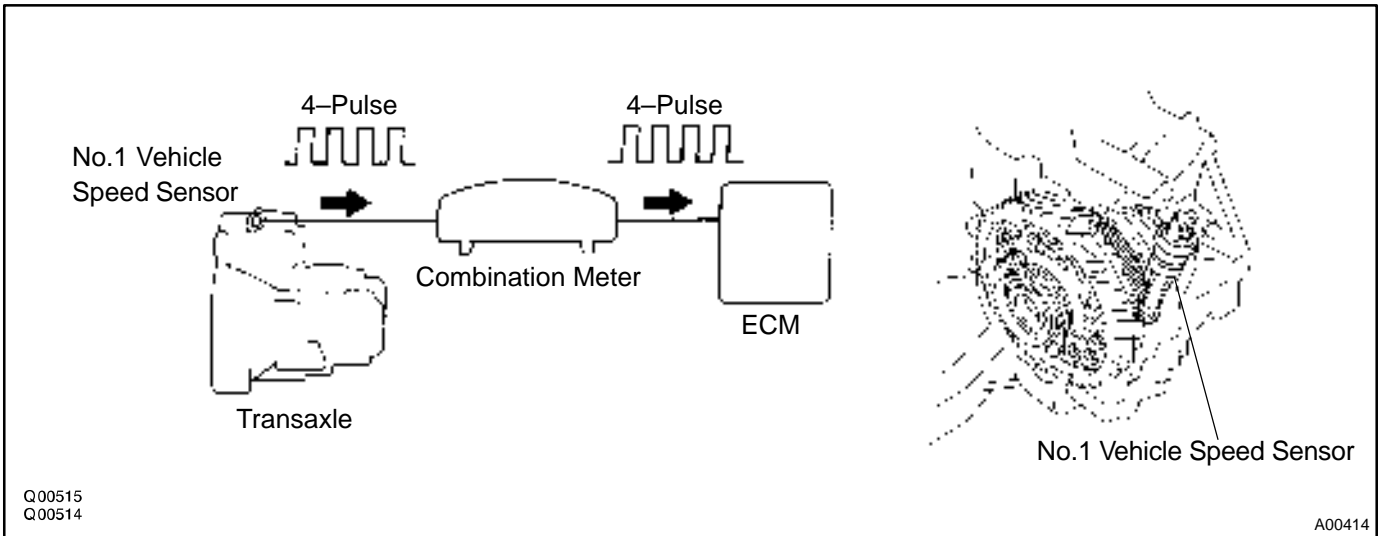 4–Pulse
4–Pulse
No.1 Vehicle
Speed Sensor
Combination Meter
ECM
Transaxle
No.1 Vehicle Speed Sensor
Q00515
Q00514
A00414